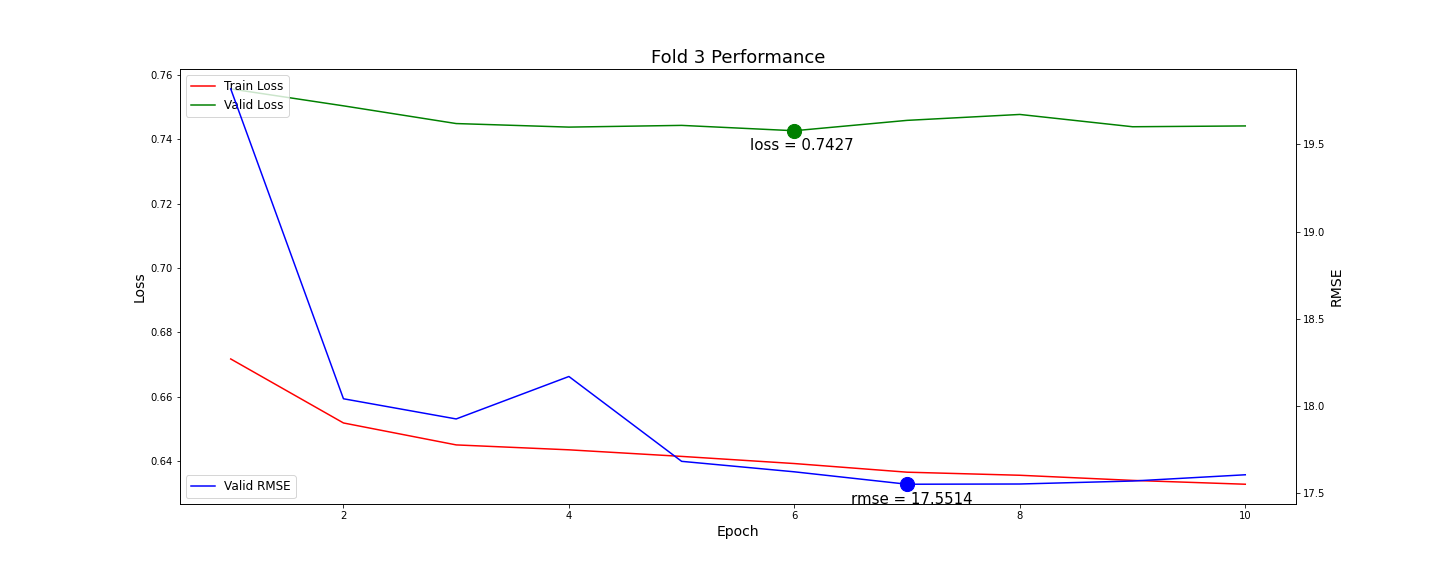 Fold 3 Performance
Train Loss
Valid Loss
Valid RMSE
0.76
0.74
0.72
0.70
0.68
0.66
0.64
Loss
loss = 0.7427
rmse = 17.5514
19.5
19.0
18.5
18.0
17.5
RMSE
2 4 6 8 10
Epoch